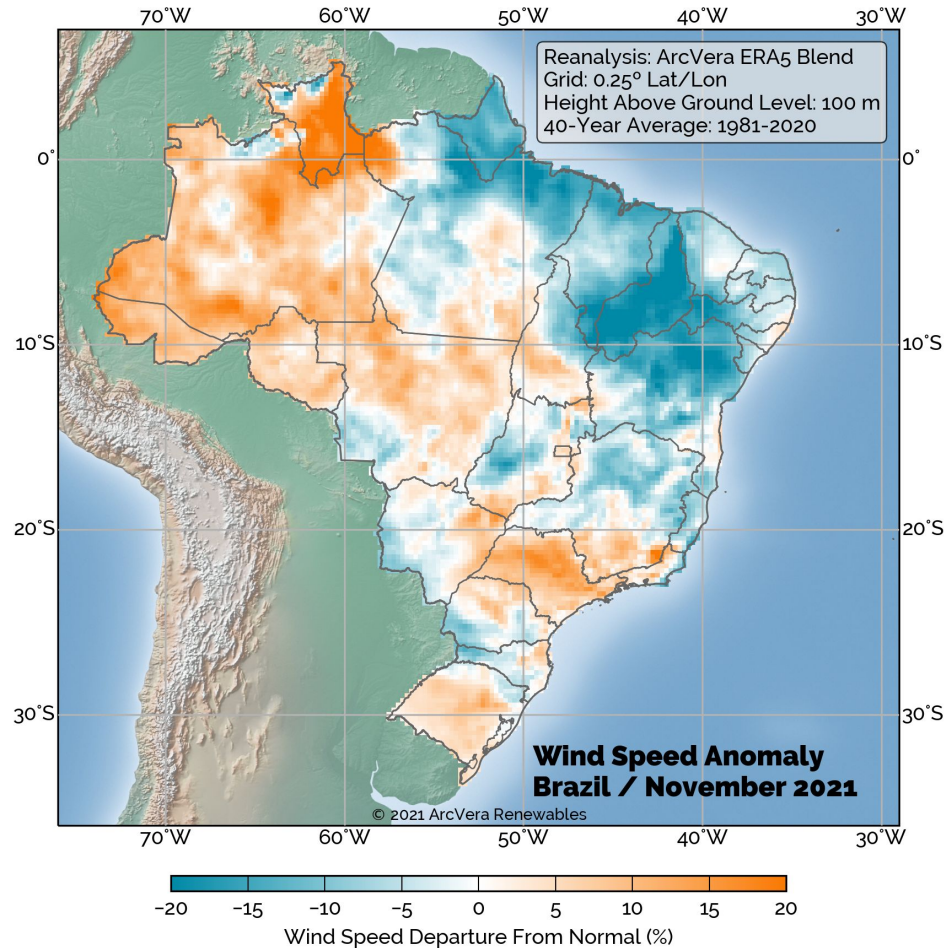 70°W 60°W 50°W 40°W 30°W
Reanalysis: ArcVera ERA5 Blend
Grid: 0.25º Lat/Lon
Height Above Ground Level: 100 m
40-Year Average: 1981-2020
0° 0°
10°S 10°S
20°S 20°S
30°S 30°S
Wind Speed Anomaly
Brazil / November 2021
© 2021 ArcVera Renewables
70°W 60°W 50°W 40°W 30°W
−20 −15 −10 −5 0 5 10 15 20
Wind Speed Departure From Normal (%)